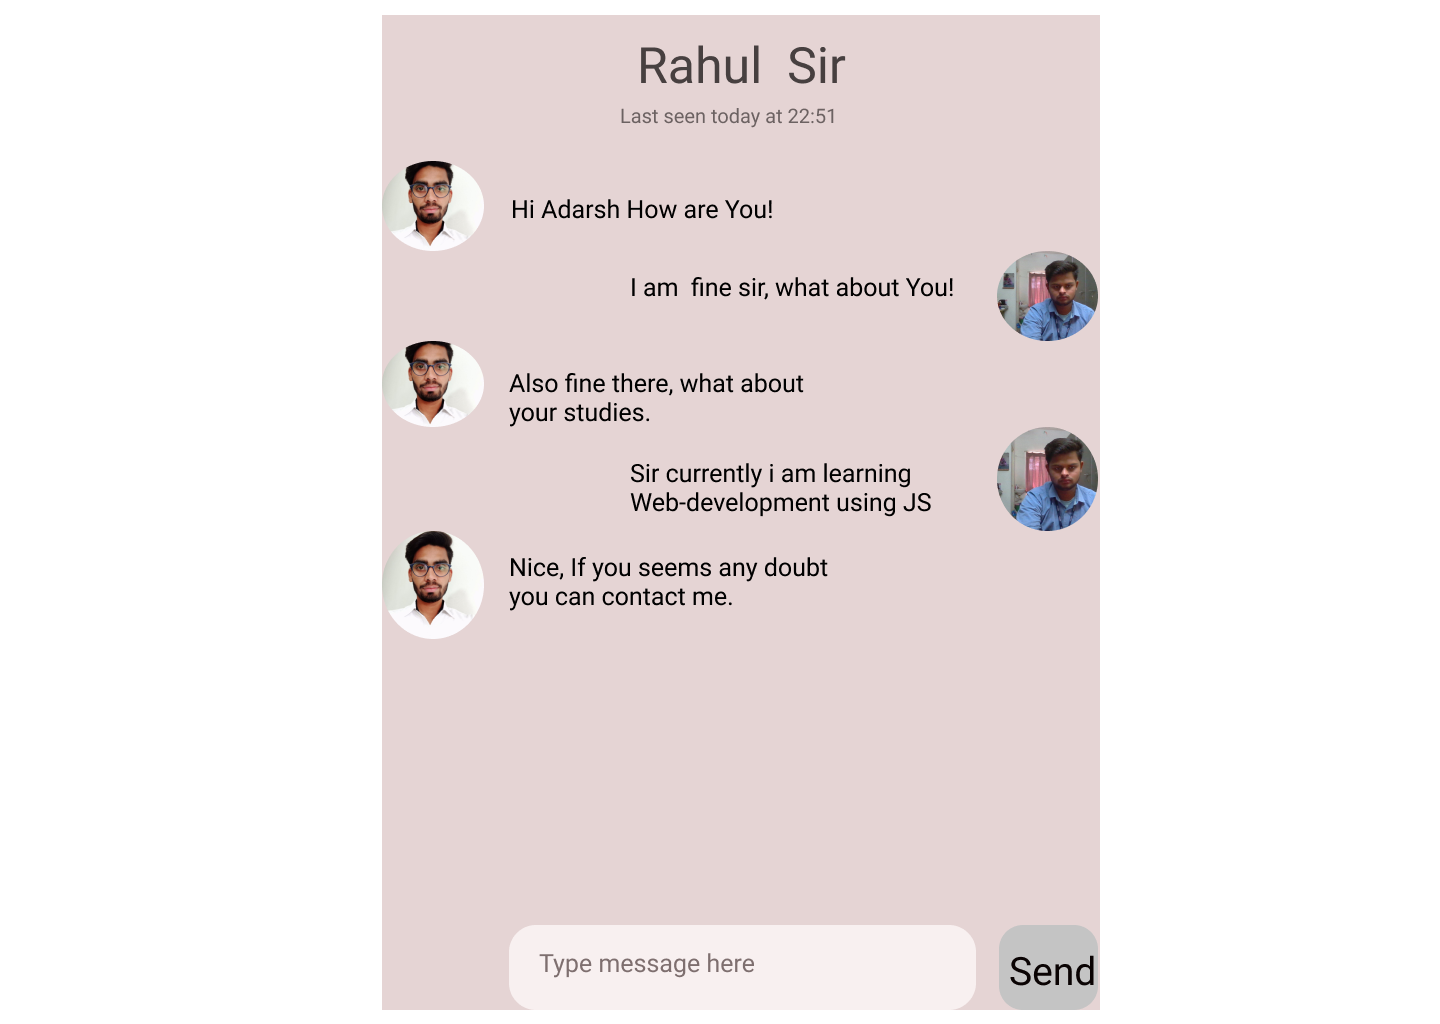 Rahul  Sir
Last seen today at 22:51
Hi Adarsh How are You!
I am  fine sir, what about You!
Also fine there, what about
your studies.
Sir currently i am learning
Web-development using JS
Nice, If you seems any doubt
you can contact me.
Type message here
Send